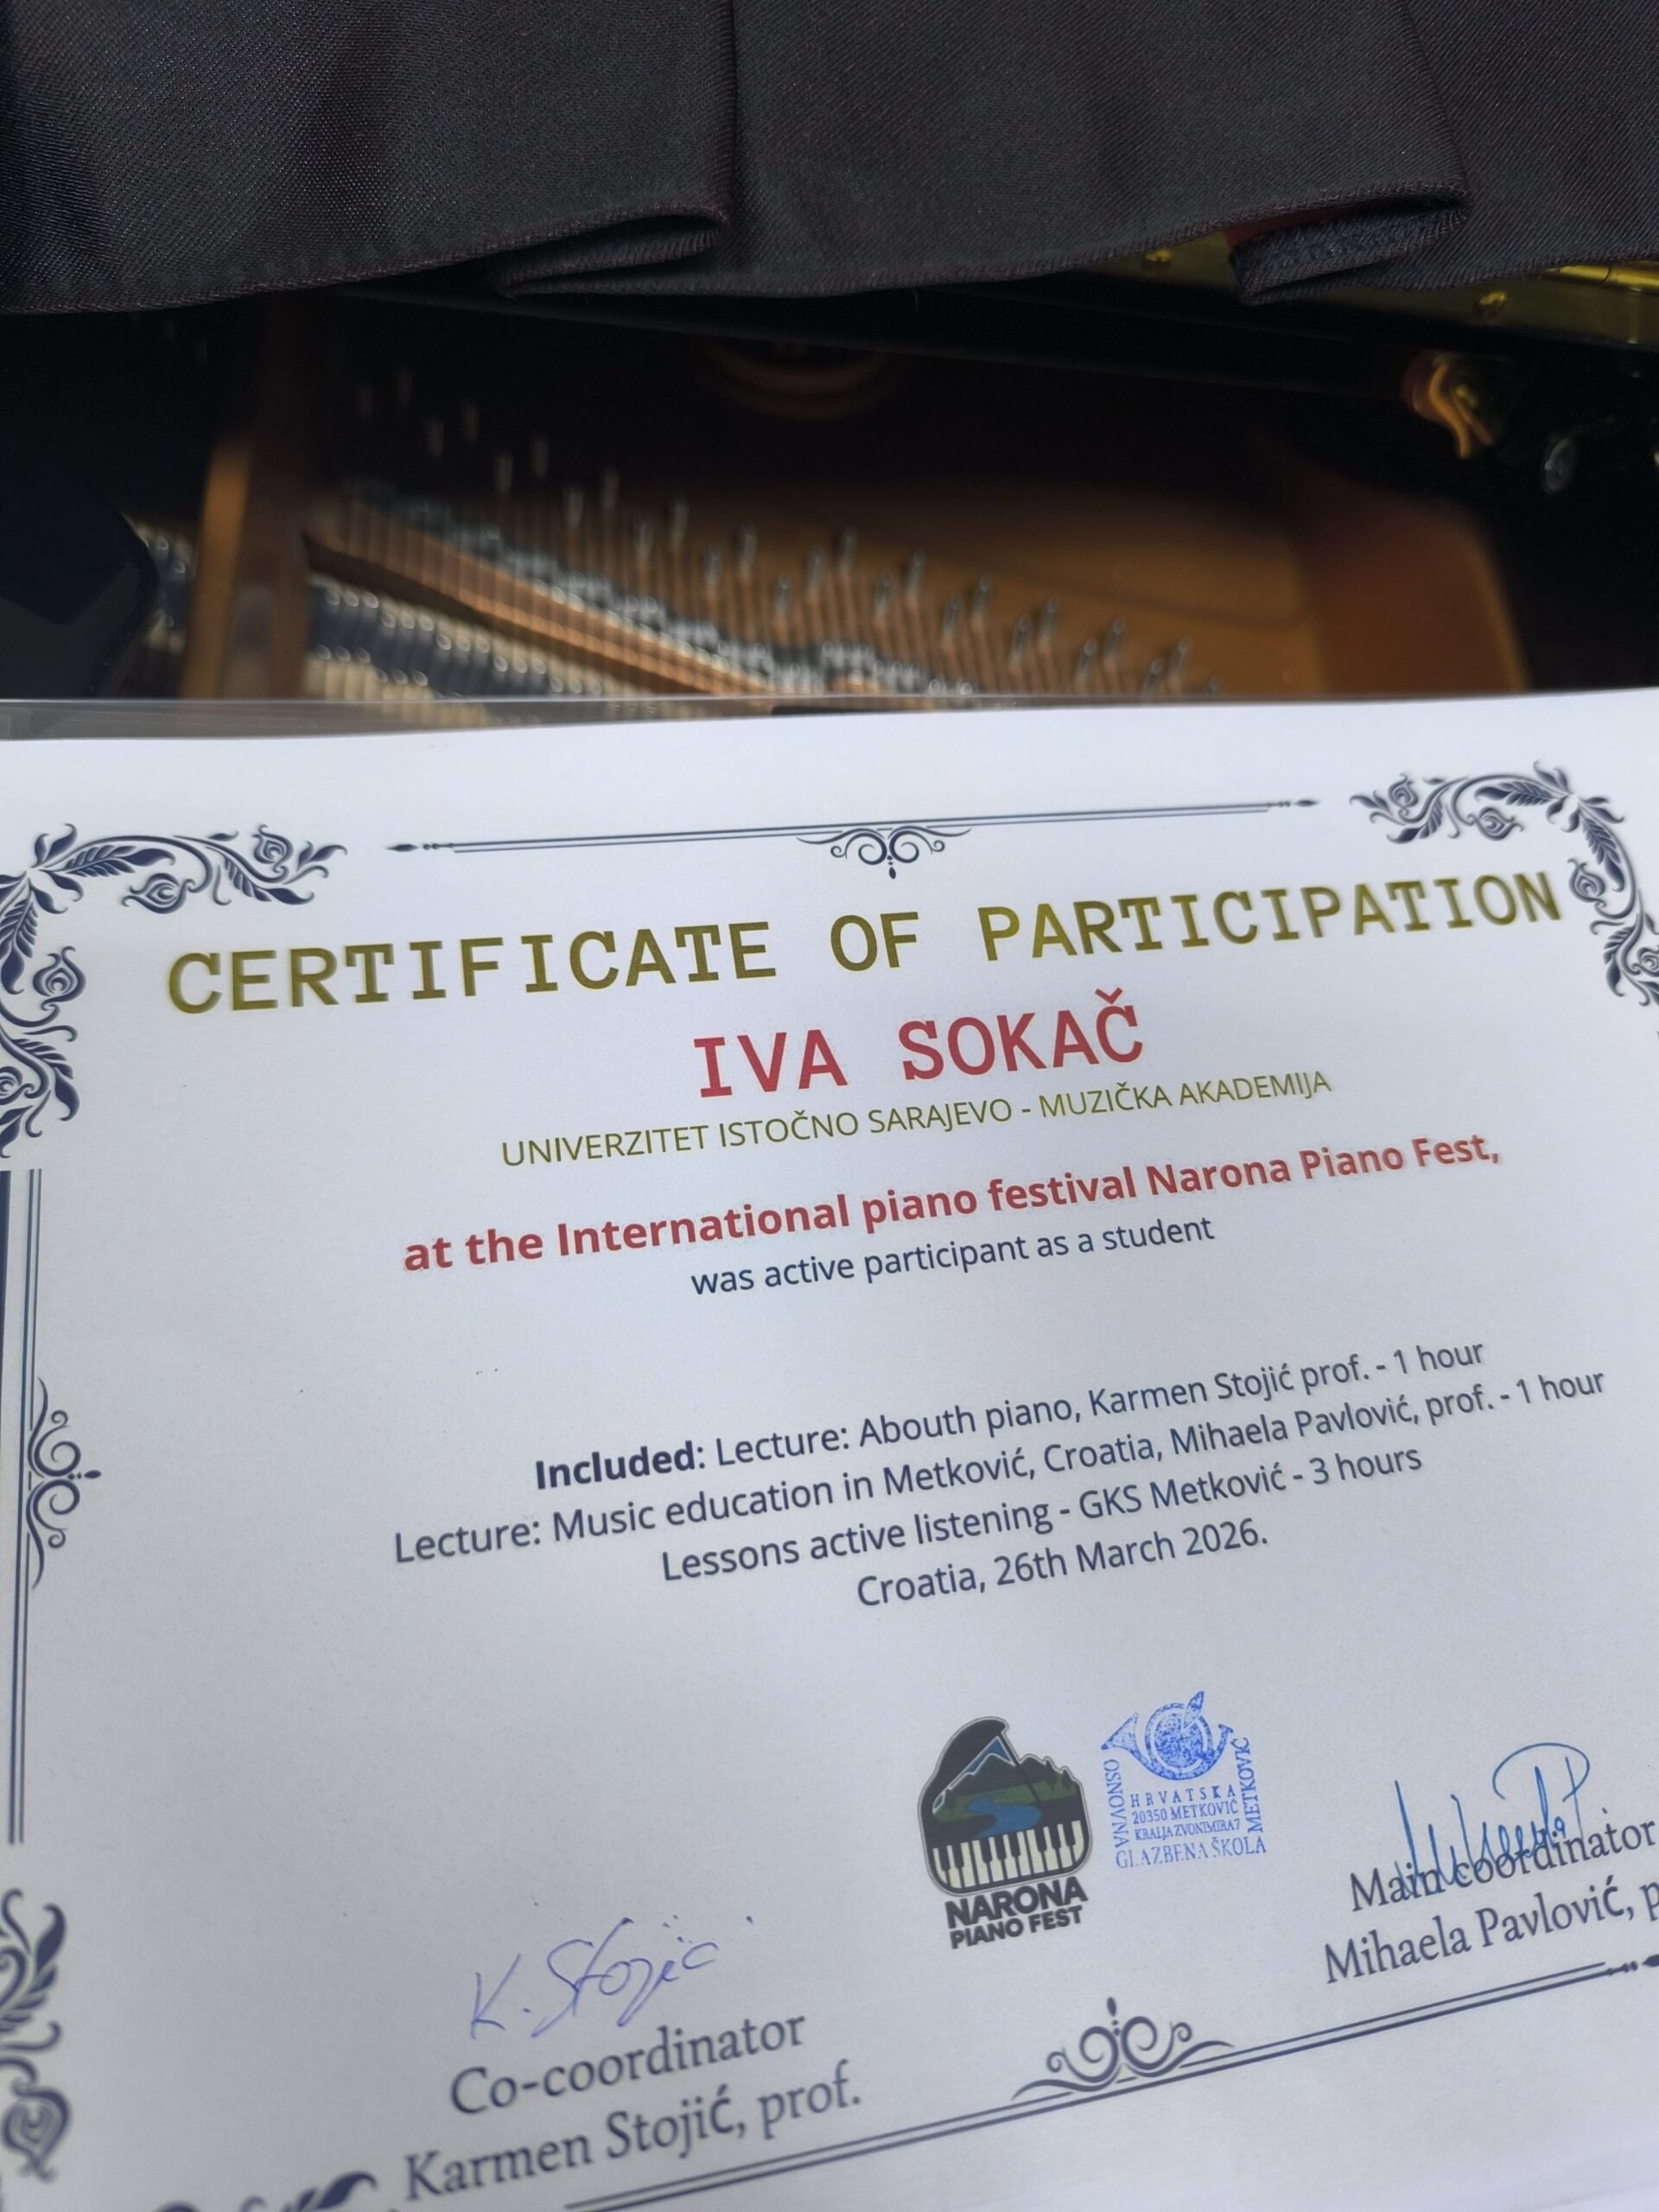 CERTIFICATE OF PARTICIPATION
IVA SOKAČ
UNIVERZITET ISTOČNO SARAJEVO - MUZIČKA AKADEMIJA
at the International piano festival Narona Piano Fest,
was active participant as a student
Included: Lecture: Abouth piano, Karmen Stojić prof. - 1 hour
Lecture: Music education in Metković, Croatia, Mihaela Pavlović, prof. - 1 hour
Lessons active listening - GKS Metković - 3 hours
Croatia, 26th March 2026.
NARONA
PIANO FEST
OSNOVNA
HRVATSKA
20350 METKOVIĆ
KRALJA ZVONIMIRA 7
GLAZBENA ŠKOLA
METKOVIĆ
Main coordinator
Mihaela Pavlović, p
K. Stojić
Co-coordinator
Karmen Stojić, prof.